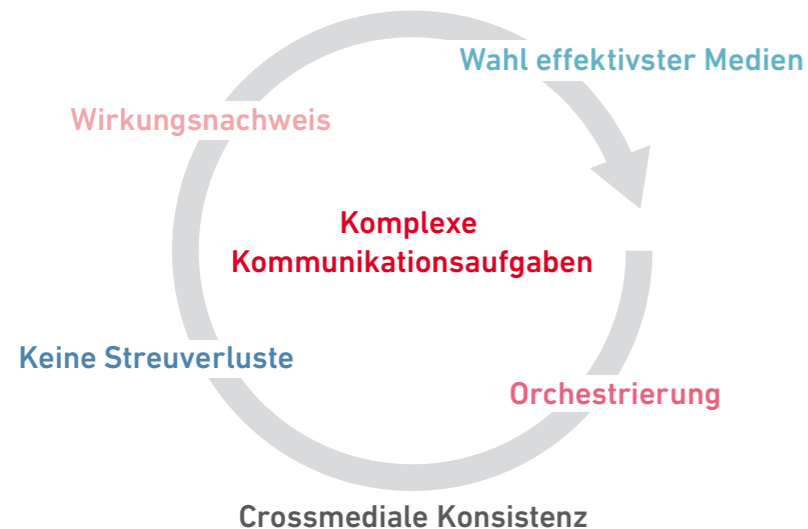 Wahl effektivster Medien
Wirkungsnachweis
Komplexe
Kommunikationsaufgaben
Keine Streuverluste
Orchestrierung
Crossmediale Konsistenz